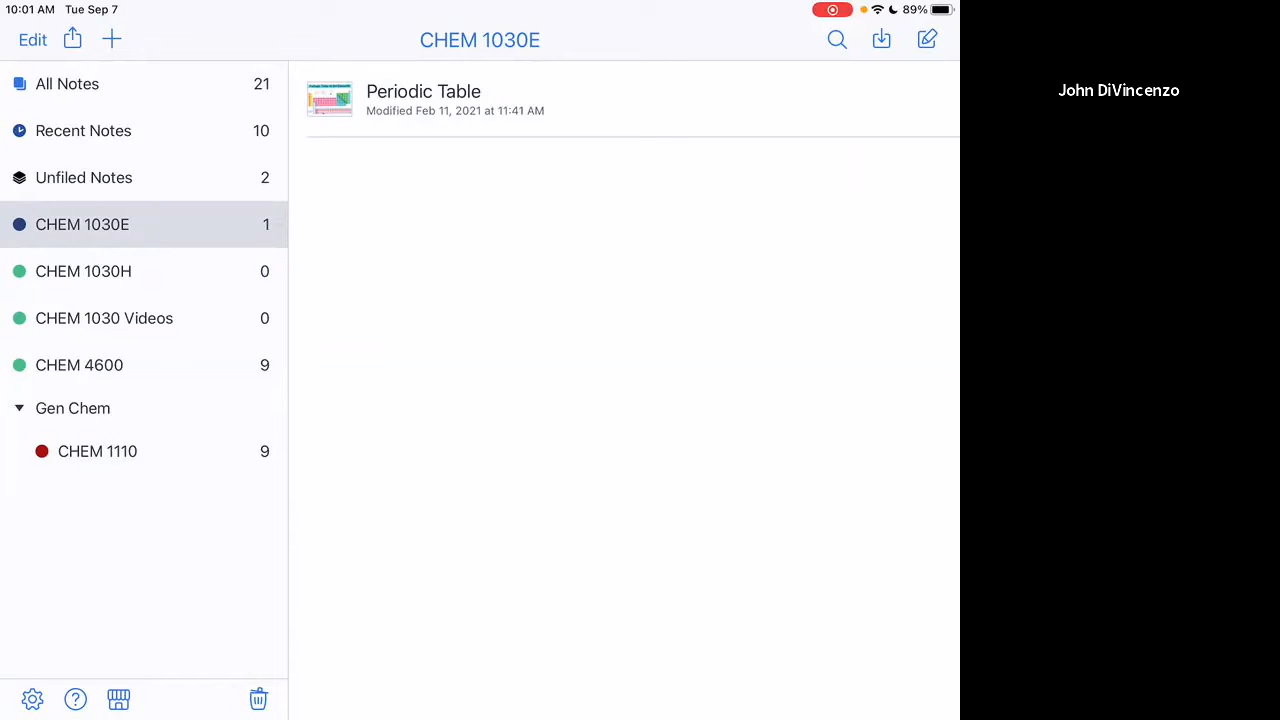 10:01 AM Tue Sep 7
89%
Edit
CHEM 1030E
All Notes 21
Recent Notes 10
Unfiled Notes 2
CHEM 1030E 1
CHEM 1030H 0
CHEM 1030 Videos 0
CHEM 4600 9
Gen Chem
CHEM 1110 9
Periodic Table
Modified Feb 11, 2021 at 11:41 AM
John DiVincenzo